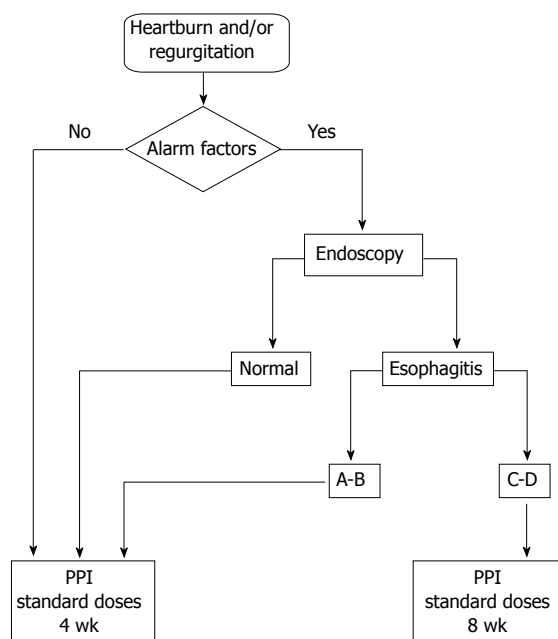 Heartburn and/or
regurgitation
No
Yes
Alarm factors
Endoscopy
Normal
Esophagitis
A-B
C-D
PPI
standard doses
4 wk
PPI
standard doses
8 wk